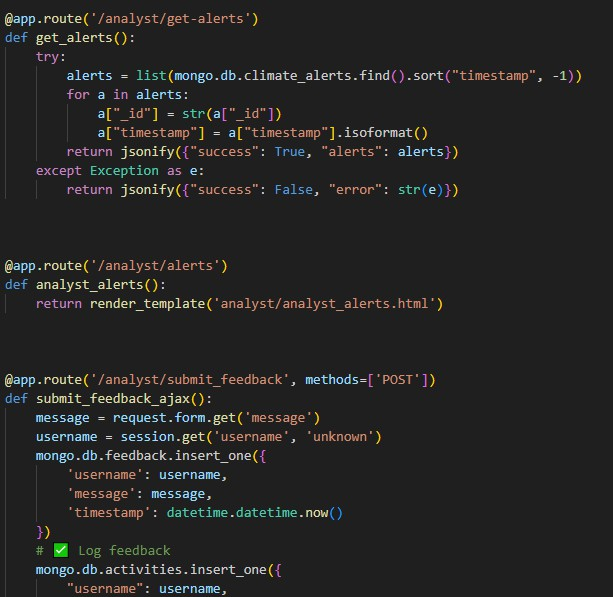 @app.route('/analyst/get-alerts')
def get_alerts():
    try:
        alerts = list(mongo.db.climate_alerts.find().sort("timestamp", -1))
        for a in alerts:
            a["_id"] = str(a["_id"])
            a["timestamp"] = a["timestamp"].isoformat()
        return jsonify({"success": True, "alerts": alerts})
    except Exception as e:
        return jsonify({"success": False, "error": str(e)})
@app.route('/analyst/alerts')
def analyst_alerts():
    return render_template('analyst/analyst_alerts.html')
@app.route('/analyst/submit_feedback', methods=['POST'])
def submit_feedback_ajax():
    message = request.form.get('message')
    username = session.get('username', 'unknown')
    mongo.db.feedback.insert_one({
        'username': username,
        'message': message,
        'timestamp': datetime.datetime.now()
    })
    # ✅ Log feedback
    mongo.db.activities.insert_one({
        "username": username,